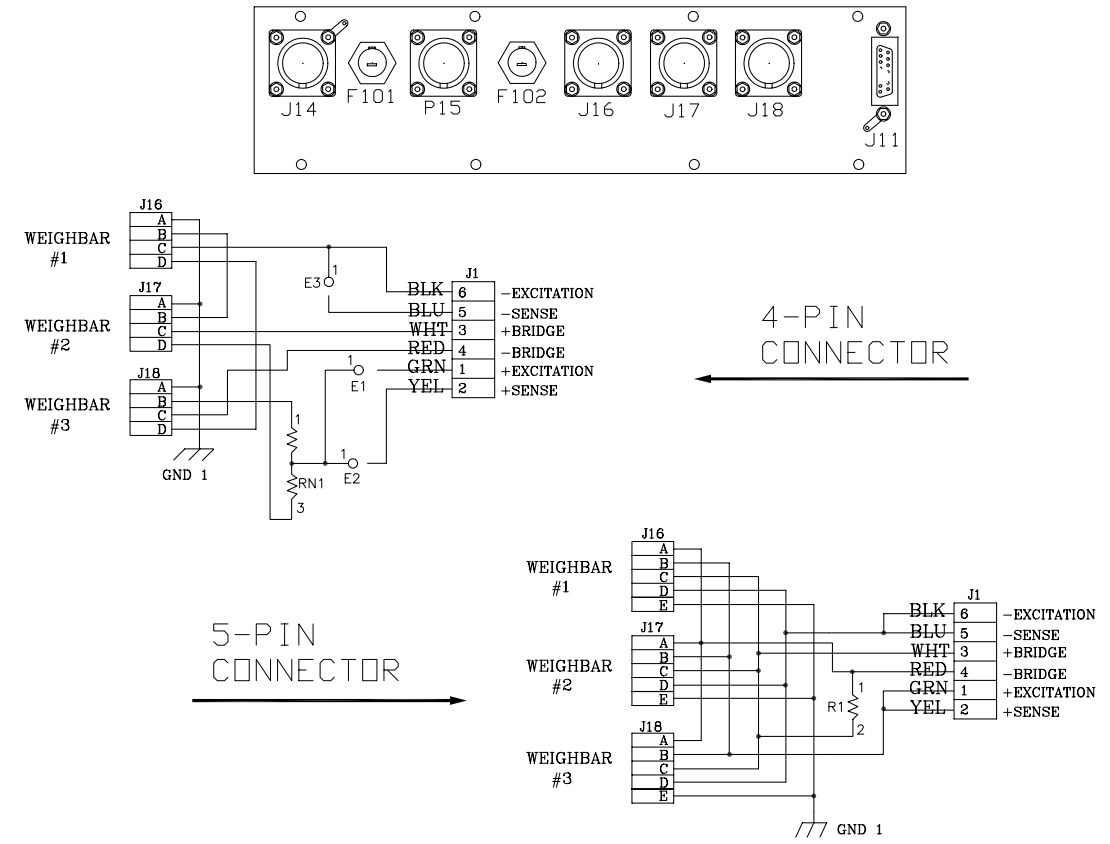 J14
F101
P15
F102
J16
J17
J18
J11
J16
WEIGHBAR
#1
A
B
C
D
J17
WEIGHBAR
#2
A
B
C
D
J18
WEIGHBAR
#3
A
B
C
D
GND 1
1
E3
1
E1
1
E2
1
RN1
3
J1
BLK 6 -EXCITATION
BLU 5 -SENSE
WHT 3 +BRIDGE
RED 4 -BRIDGE
GRN 1 +EXCITATION
YEL 2 +SENSE
4-PIN
CONNECTOR
5-PIN
CONNECTOR
J16
WEIGHBAR
#1
A
B
C
D
E
J17
WEIGHBAR
#2
A
B
C
D
E
J18
WEIGHBAR
#3
A
B
C
D
E
R1
1
2
J1
BLK 6 -EXCITATION
BLU 5 -SENSE
WHT 3 +BRIDGE
RED 4 -BRIDGE
GRN 1 +EXCITATION
YEL 2 +SENSE
GND 1